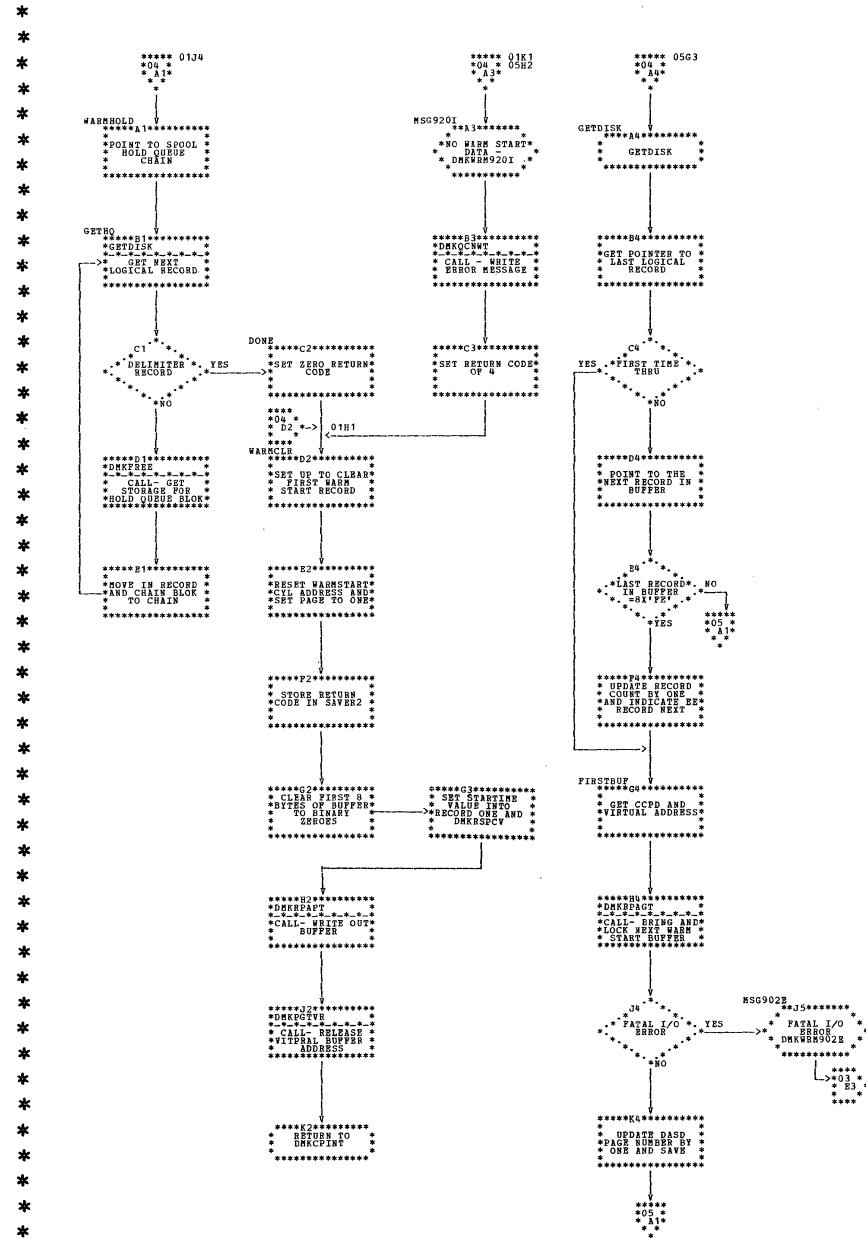 01J4
04
A1
WARMHOLD
A1
POINT TO SPOOL
HOLD QUEUE
CHAIN
GETHQ
B1
GETDISK
GET NEXT
LOGICAL RECORD
C1
DELIMITER
RECORD
YES
NO
D1
DMKFREE
CALL- GET
STORAGE FOR
HOLD QUEUE BLOK
E1
MOVE IN RECORD
AND CHAIN BLOK
TO CHAIN
DONE
C2
SET ZERO RETURN
CODE
04
D2
01H1
WARMCLR
D2
SET UP TO CLEAR
FIRST WARM
START RECORD
E2
RESET WARMSTART
CYL ADDRESS AND
SET PAGE TO ONE
F2
STORE RETURN
CODE IN SAVER2
G2
CLEAR FIRST 8
BYTES OF BUFFER
TO BINARY
ZEROES
H2
DMKRPAPT
CALL- WRITE OUT
BUFFER
J2
DMKPGTVR
CALL- RELEASE
VITPRAL BUFFER
ADDRESS
K2
RETURN TO
DMKCPINT
01K1
05H2
04
A3
MSG920I
A3
NO WARM START
DATA -
DMKWRM920I
B3
DMKQCNWT
CALL - WRITE
ERROR MESSAGE
C3
SET RETURN CODE
OF 4
G3
SET STARTIME
VALUE INTO
RECORD ONE AND
DMKRSPCV
05G3
04
A4
GETDISK
A4
GETDISK
B4
GET POINTER TO
LAST LOGICAL
RECORD
C4
FIRST TIME
THRU
YES
NO
D4
POINT TO THE
NEXT RECORD IN
BUFFER
E4
LAST RECORD
IN BUFFER
=8X'FE'
NO
YES
05
A1
F4
UPDATE RECORD
COUNT BY ONE
AND INDICATE EE
RECORD NEXT
FIRSTBUF
G4
GET CCPD AND
VIRTUAL ADDRESS
H4
DMKRPAGT
CALL- BRING AND
LOCK NEXT WARM
START BUFFER
J4
FATAL I/O
ERROR
YES
NO
MSG902E
J5
FATAL I/O
ERROR
DMKWRM902E
03
E3
K4
UPDATE DASD
PAGE NUMBER BY
ONE AND SAVE
05
A1